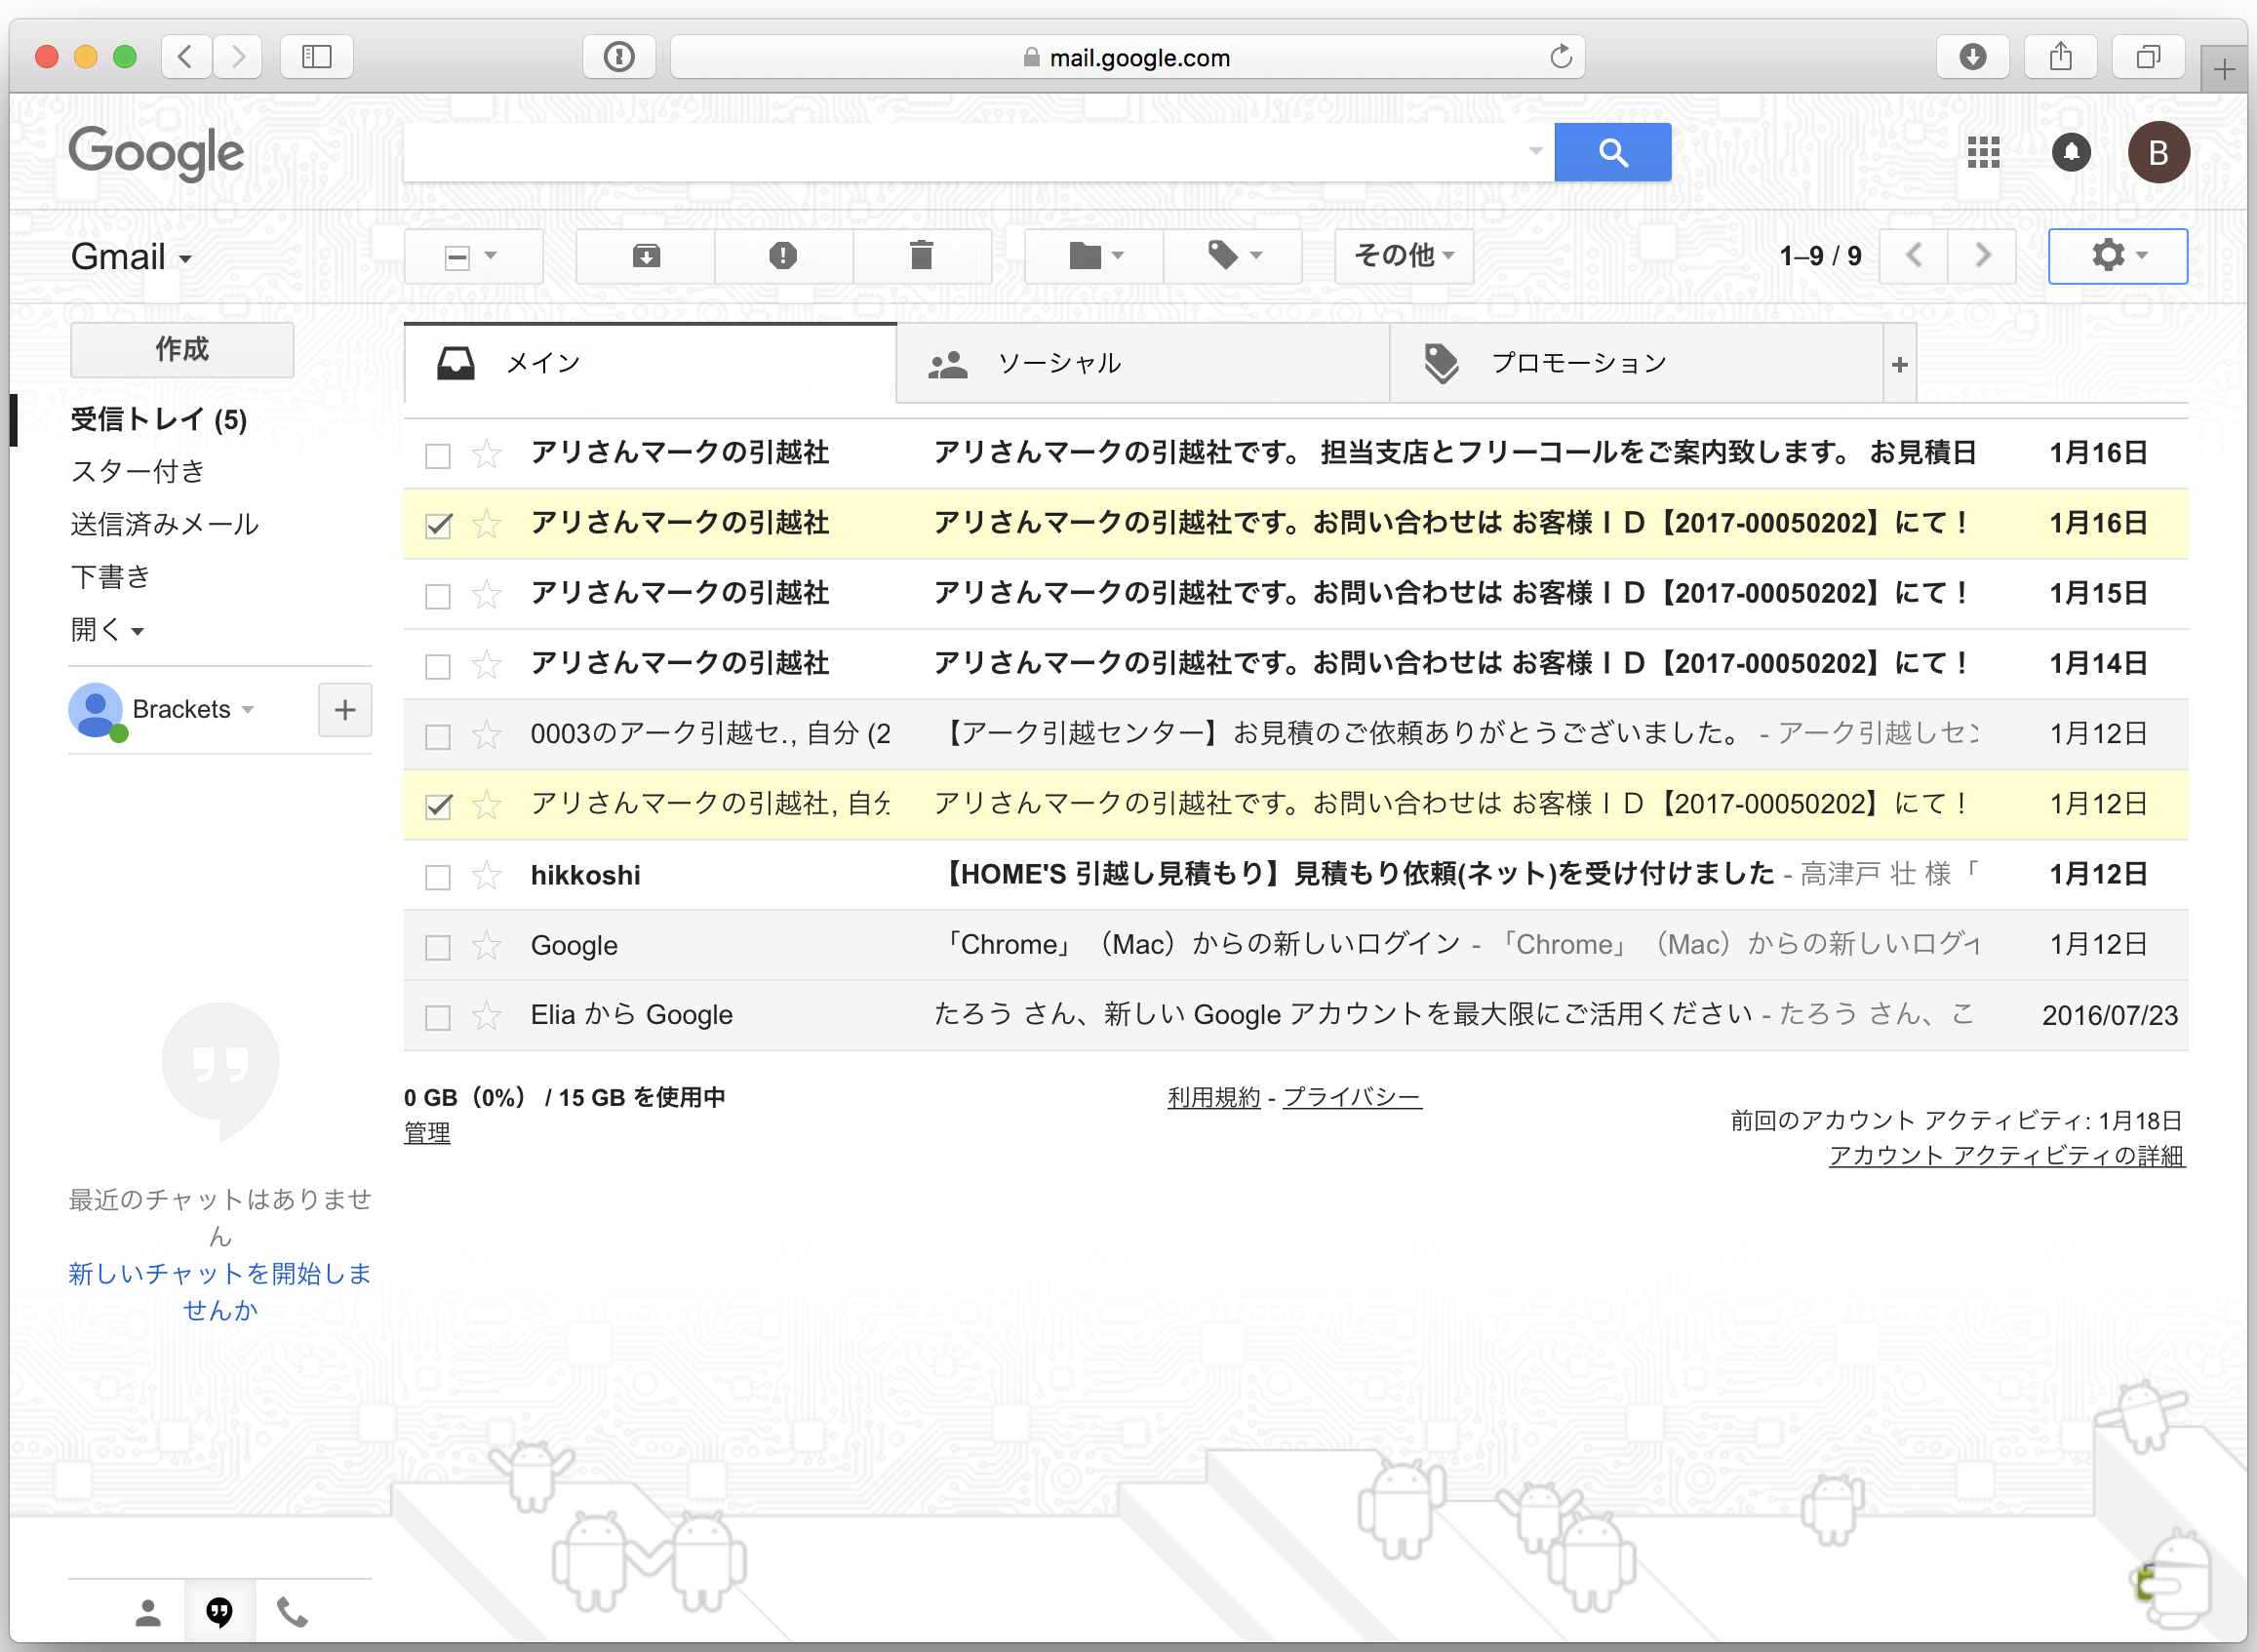 mail.google.com
Google
B
Gmail
その他
1–9 / 9
作成
メイン
ソーシャル
プロモーション
受信トレイ (5)
スター付き
送信済みメール
下書き
開く
Brackets
アリさんマークの引越社 アリさんマークの引越社です。 担当支店とフリーコールをご案内致します。 お見積日 1月16日
アリさんマークの引越社 アリさんマークの引越社です。お問い合わせは お客様ＩＤ【2017-00050202】にて！ 1月16日
アリさんマークの引越社 アリさんマークの引越社です。お問い合わせは お客様ＩＤ【2017-00050202】にて！ 1月15日
アリさんマークの引越社 アリさんマークの引越社です。お問い合わせは お客様ＩＤ【2017-00050202】にて！ 1月14日
0003のアーク引越セ., 自分 (2 【アーク引越センター】お見積のご依頼ありがとうございました。 - アーク引越しセン 1月12日
アリさんマークの引越社, 自分 アリさんマークの引越社です。お問い合わせは お客様ＩＤ【2017-00050202】にて！ 1月12日
hikkoshi 【HOME'S 引越し見積もり】見積もり依頼(ネット)を受け付けました - 高津戸 壮 様「 1月12日
Google 「Chrome」（Mac）からの新しいログイン - 「Chrome」（Mac）からの新しいログイ 1月12日
Elia から Google たろう さん、新しい Google アカウントを最大限にご活用ください - たろう さん、こ 2016/07/23
0 GB（0%） / 15 GB を使用中
管理
利用規約 - プライバシー
前回のアカウント アクティビティ: 1月18日
アカウント アクティビティの詳細
最近のチャットはありませ
ん
新しいチャットを開始しま
せんか